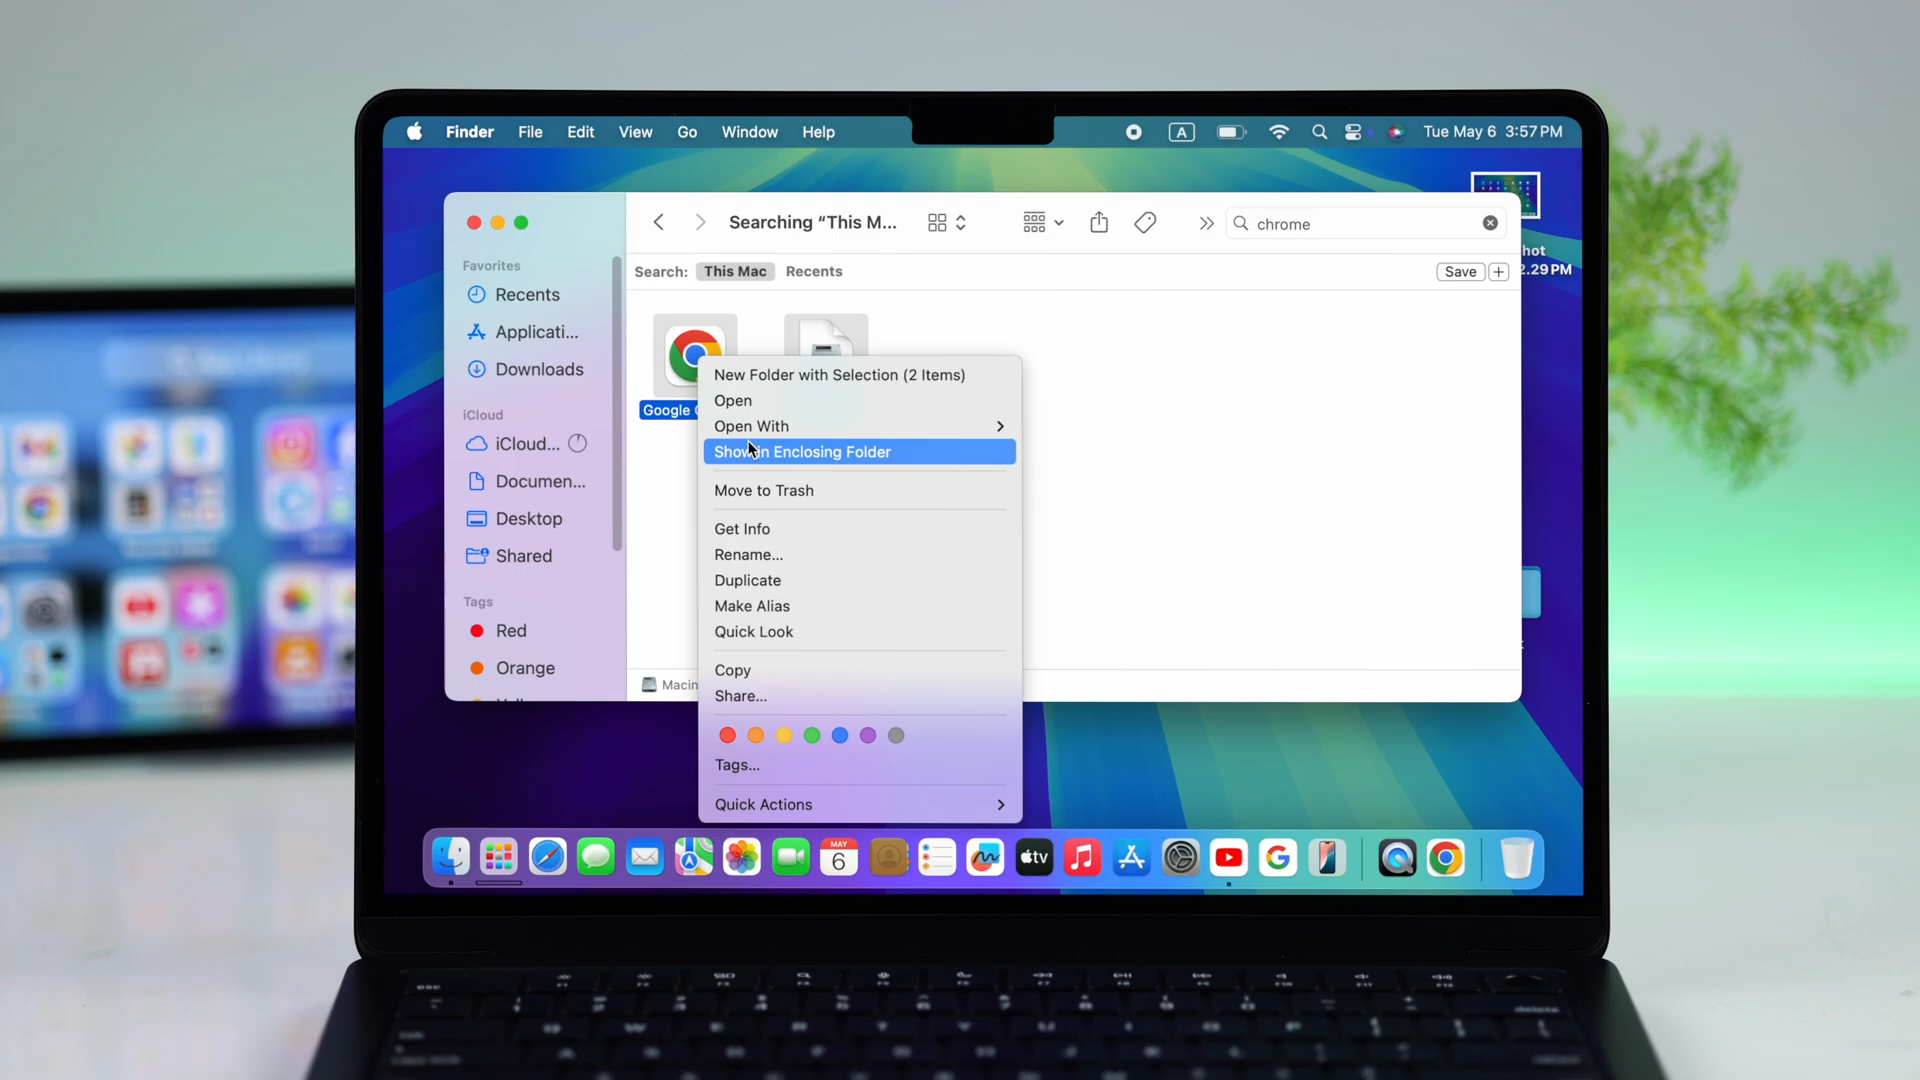 Finder File Edit View Go Window Help A Tue May 6 3:57 PM
Searching “This M... chrome
hot
2.29 PM
Search: This Mac Recents Save +
Favorites
Recents
Applicati...
Downloads
iCloud
iCloud...
Documen...
Desktop
Shared
Tags
Red
Orange
Google
Macin
New Folder with Selection (2 Items)
Open
Open With
Show in Enclosing Folder
Move to Trash
Get Info
Rename...
Duplicate
Make Alias
Quick Look
Copy
Share...
Tags...
Quick Actions
MAY
6
tv
G
esc
delete